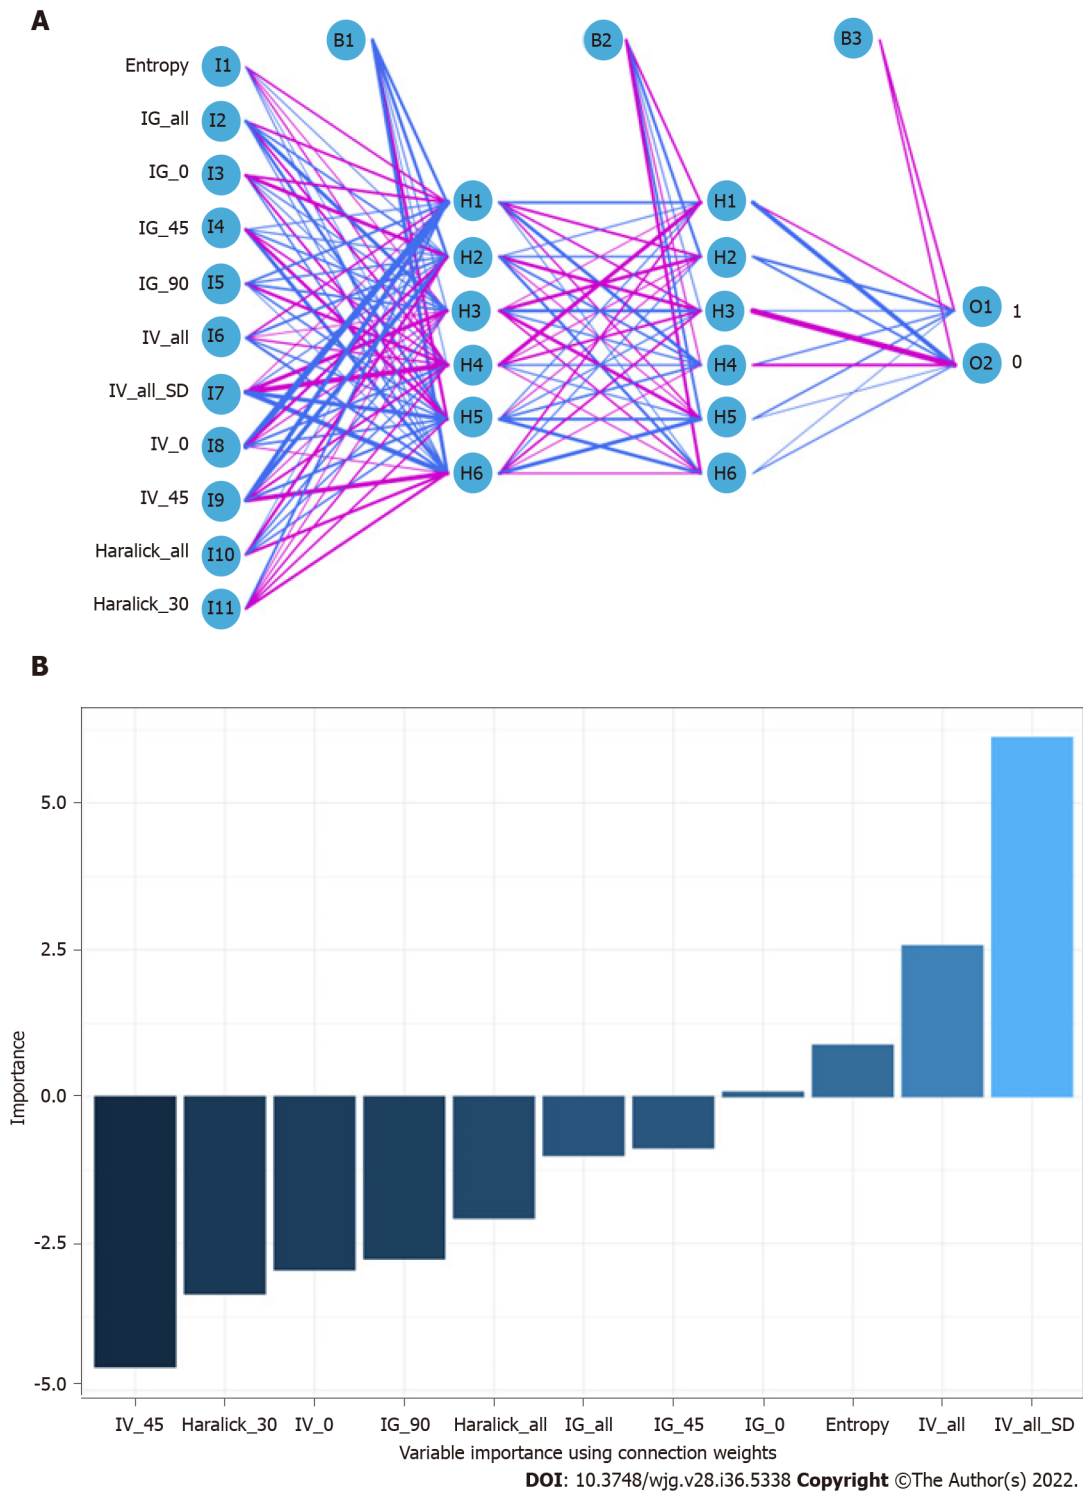 A
B1
B2
B3
Entropy I1
IG_all I2
IG_0 I3
IG_45 I4
IG_90 I5
IV_all I6
IV_all_SD I7
IV_0 I8
IV_45 I9
Haralick_all I10
Haralick_30 I11
H1
H2
H3
H4
H5
H6
H1
H2
H3
H4
H5
H6
O1 1
O2 0
B
Importance
5.0
2.5
0.0
-2.5
-5.0
IV_45 Haralick_30 IV_0 IG_90 Haralick_all IG_all IG_45 IG_0 Entropy IV_all IV_all_SD
Variable importance using connection weights
DOI: 10.3748/wjg.v28.i36.5338 Copyright ©The Author(s) 2022.